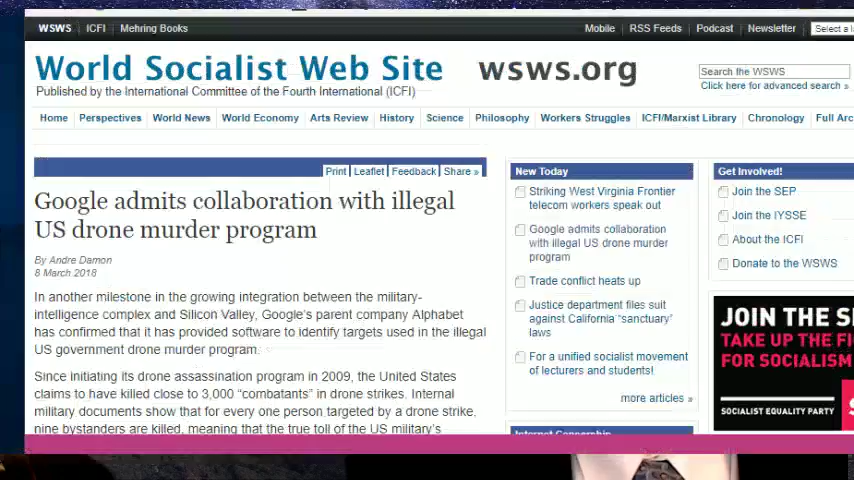 WSWS ICFI Mehring Books Mobile RSS Feeds Podcast Newsletter Select a
World Socialist Web Site wsws.org
Published by the International Committee of the Fourth International (ICFI)
Search the WSWS
Click here for advanced search »
Home Perspectives World News World Economy Arts Review History Science Philosophy Workers Struggles ICFI/Marxist Library Chronology Full Arc
Print Leaflet Feedback Share »
Google admits collaboration with illegal
US drone murder program
By Andre Damon
8 March 2018
In another milestone in the growing integration between the military-
intelligence complex and Silicon Valley, Google's parent company Alphabet
has confirmed that it has provided software to identify targets used in the illegal
US government drone murder program.
Since initiating its drone assassination program in 2009, the United States
claims to have killed close to 3,000 “combatants” in drone strikes. Internal
military documents show that for every one person targeted by a drone strike,
nine bystanders are killed, meaning that the true toll of the US military's
New Today
Striking West Virginia Frontier
telecom workers speak out
Google admits collaboration
with illegal US drone murder
program
Trade conflict heats up
Justice department files suit
against California “sanctuary”
laws
For a unified socialist movement
of lecturers and students!
more articles »
Internet Censorship
Get Involved!
Join the SEP
Join the IYSSE
About the ICFI
Donate to the WSWS
JOIN THE S
TAKE UP THE FI
FOR SOCIALISM
SOCIALIST EQUALITY PARTY